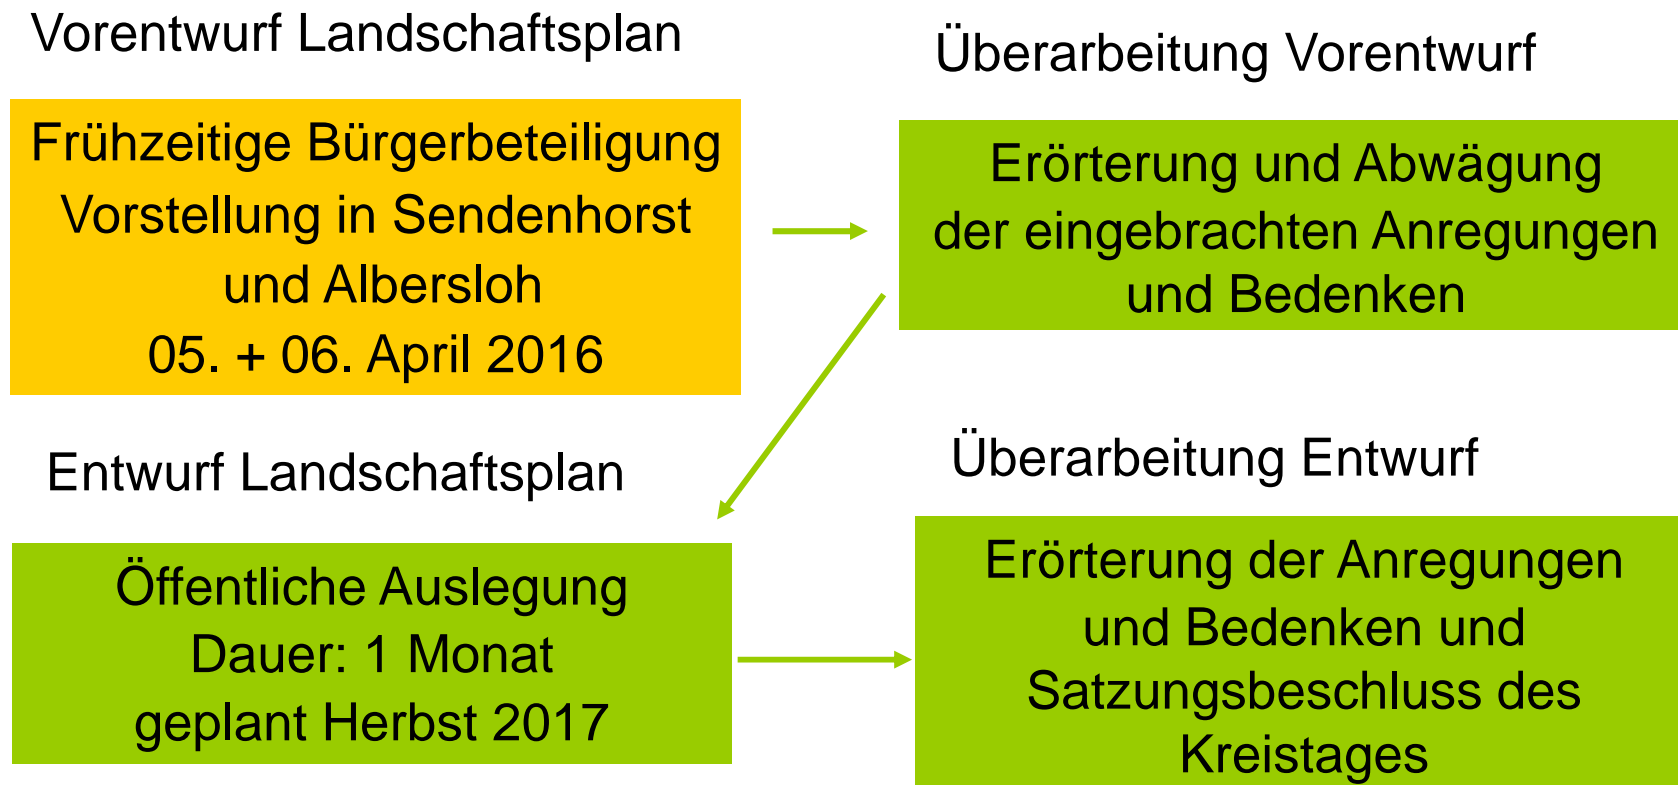 Vorentwurf Landschaftsplan
Frühzeitige Bürgerbeteiligung
Vorstellung in Sendenhorst
und Albersloh
05. + 06. April 2016
Überarbeitung Vorentwurf
Erörterung und Abwägung
der eingebrachten Anregungen
und Bedenken
Entwurf Landschaftsplan
Öffentliche Auslegung
Dauer: 1 Monat
geplant Herbst 2017
Überarbeitung Entwurf
Erörterung der Anregungen
und Bedenken und
Satzungsbeschluss des
Kreistages